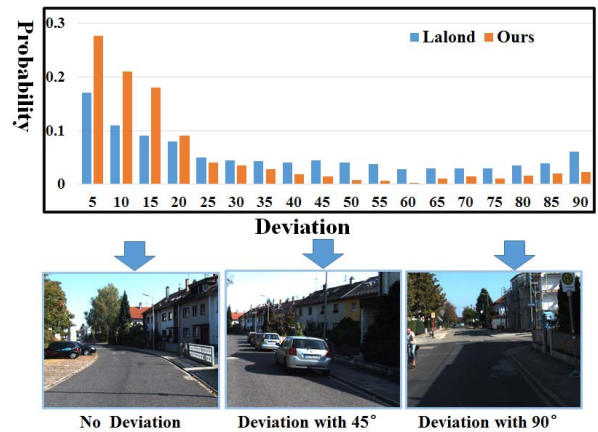 0.3
Lalond Ours
0.2
Probability
0.1
0
5 10 15 20 25 30 35 40 45 50 55 60 65 70 75 80 85 90
Deviation
No Deviation
Deviation with 45°
Deviation with 90°